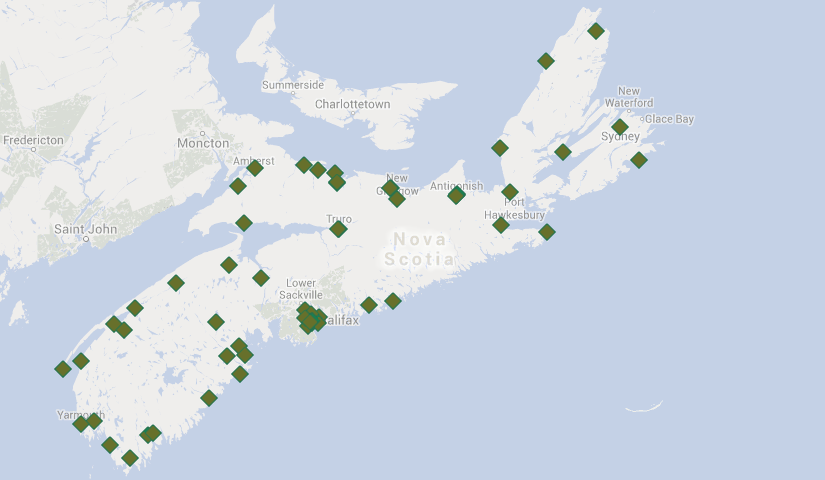 Summerside
Charlottetown
New
Waterford
Glace Bay
Sydney
Fredericton
Moncton
Amherst
New
Glasgow
Antigonish
Port
Hawkesbury
Truro
Saint John
Nova
Scotia
Lower
Sackville
Halifax
Yarmouth